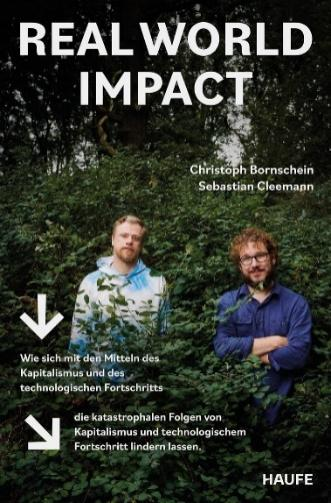 REAL WORLD
IMPACT
Christoph Bornschein
Sebastian Cleemann
Wie sich mit den Mitteln des
Kapitalismus und des
technologischen Fortschritts
die katastrophalen Folgen von
Kapitalismus und technologischem
Fortschritt lindern lassen.
HAUFE